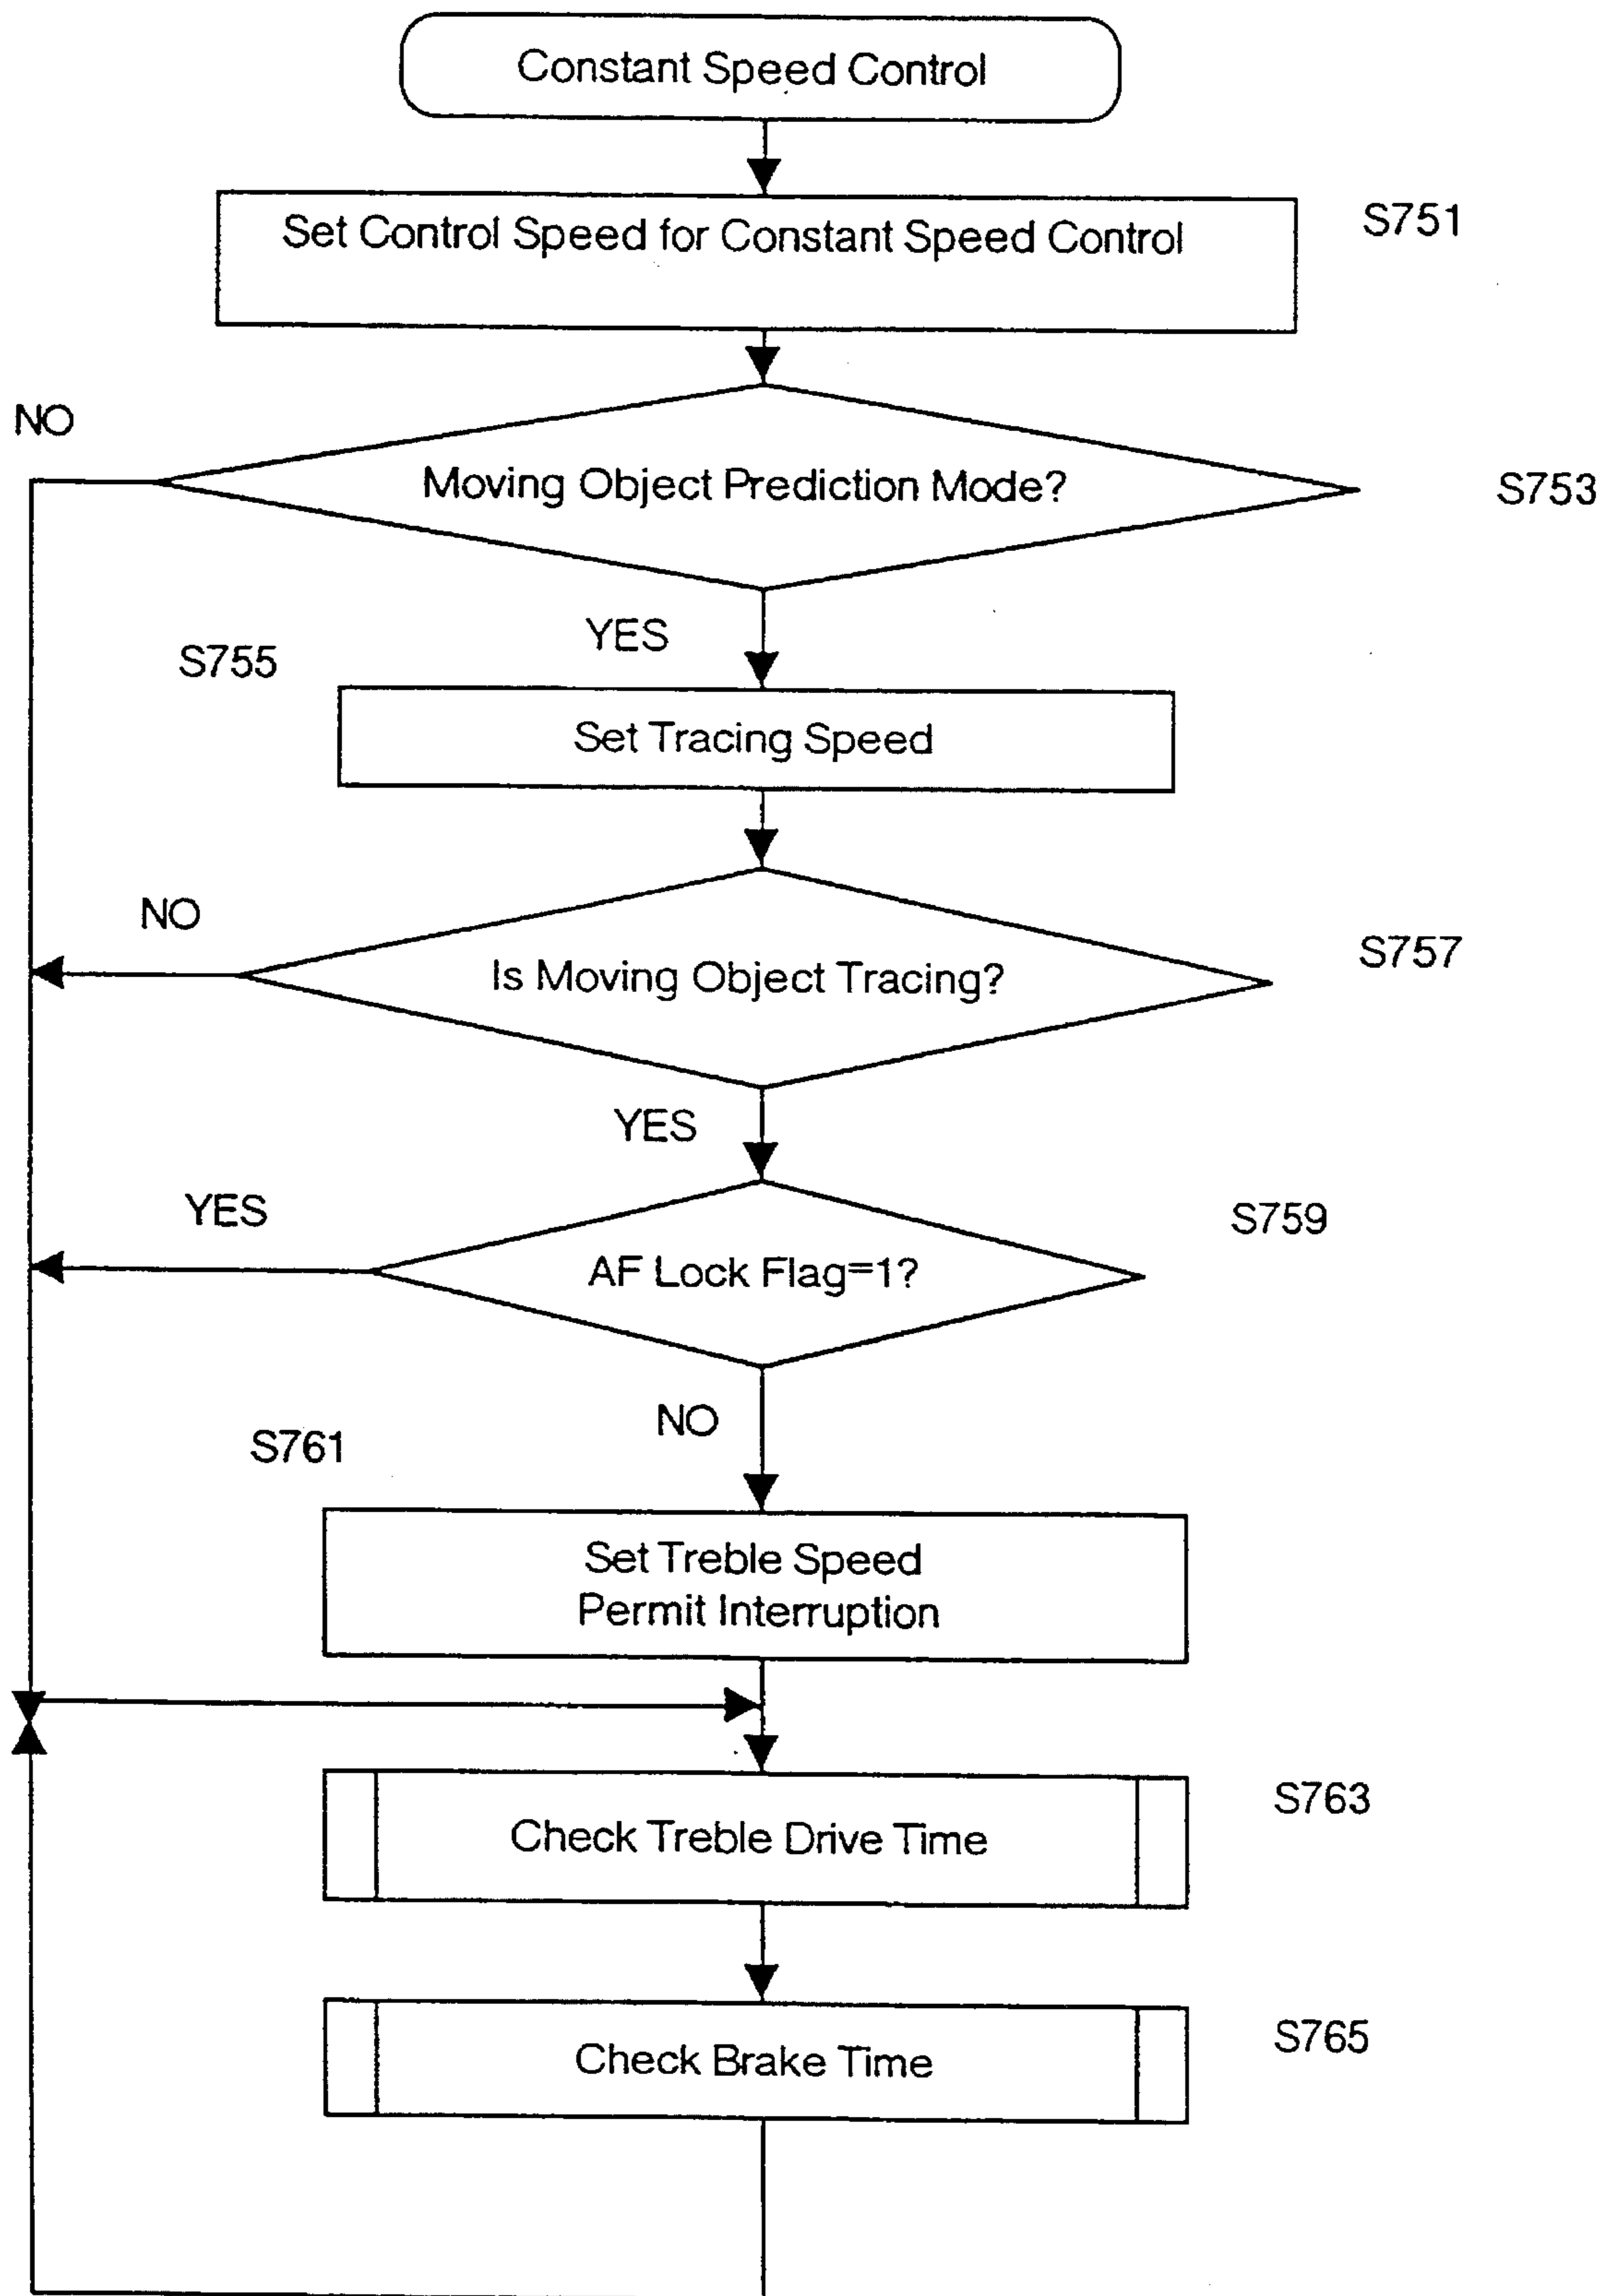 Constant Speed Control
Set Control Speed for Constant Speed Control
S751
NO
Moving Object Prediction Mode?
S753
YES
S755
Set Tracing Speed
NO
S757
Is Moving Object Tracing?
YES
YES
S759
AF Lock Flag=1?
NO
S761
Set Treble Speed
Permit Interruption
S763
Check Treble Drive Time
S765
Check Brake Time